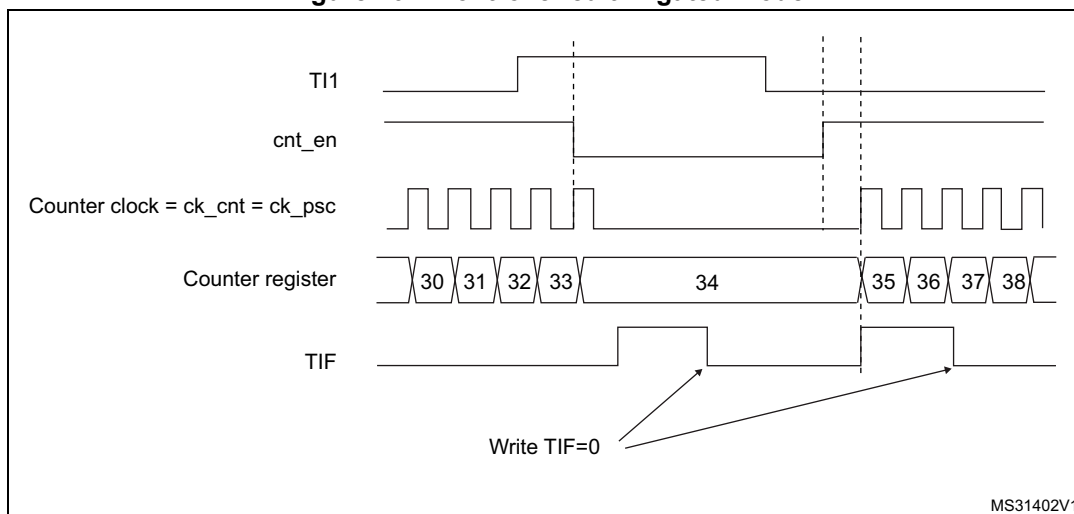 TI1
cnt_en
Counter clock = ck_cnt = ck_psc
Counter register 30 31 32 33 34 35 36 37 38
TIF
Write TIF=0
MS31402V1